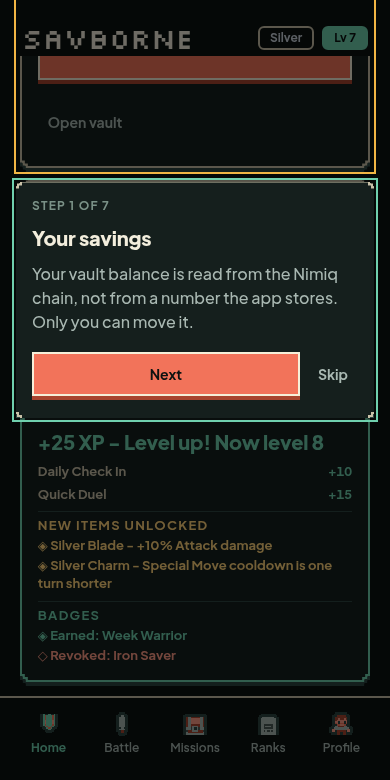 SAVBORNE
Silver
Lv 7
Open vault
STEP 1 OF 7
Your savings
Your vault balance is read from the Nimiq
chain, not from a number the app stores.
Only you can move it.
Next
Skip
+25 XP – Level up! Now level 8
Daily Check In
+10
Quick Duel
+15
NEW ITEMS UNLOCKED
◈ Silver Blade – +10% Attack damage
◈ Silver Charm – Special Move cooldown is one
turn shorter
BADGES
◈ Earned: Week Warrior
◇ Revoked: Iron Saver
Home
Battle
Missions
Ranks
Profile